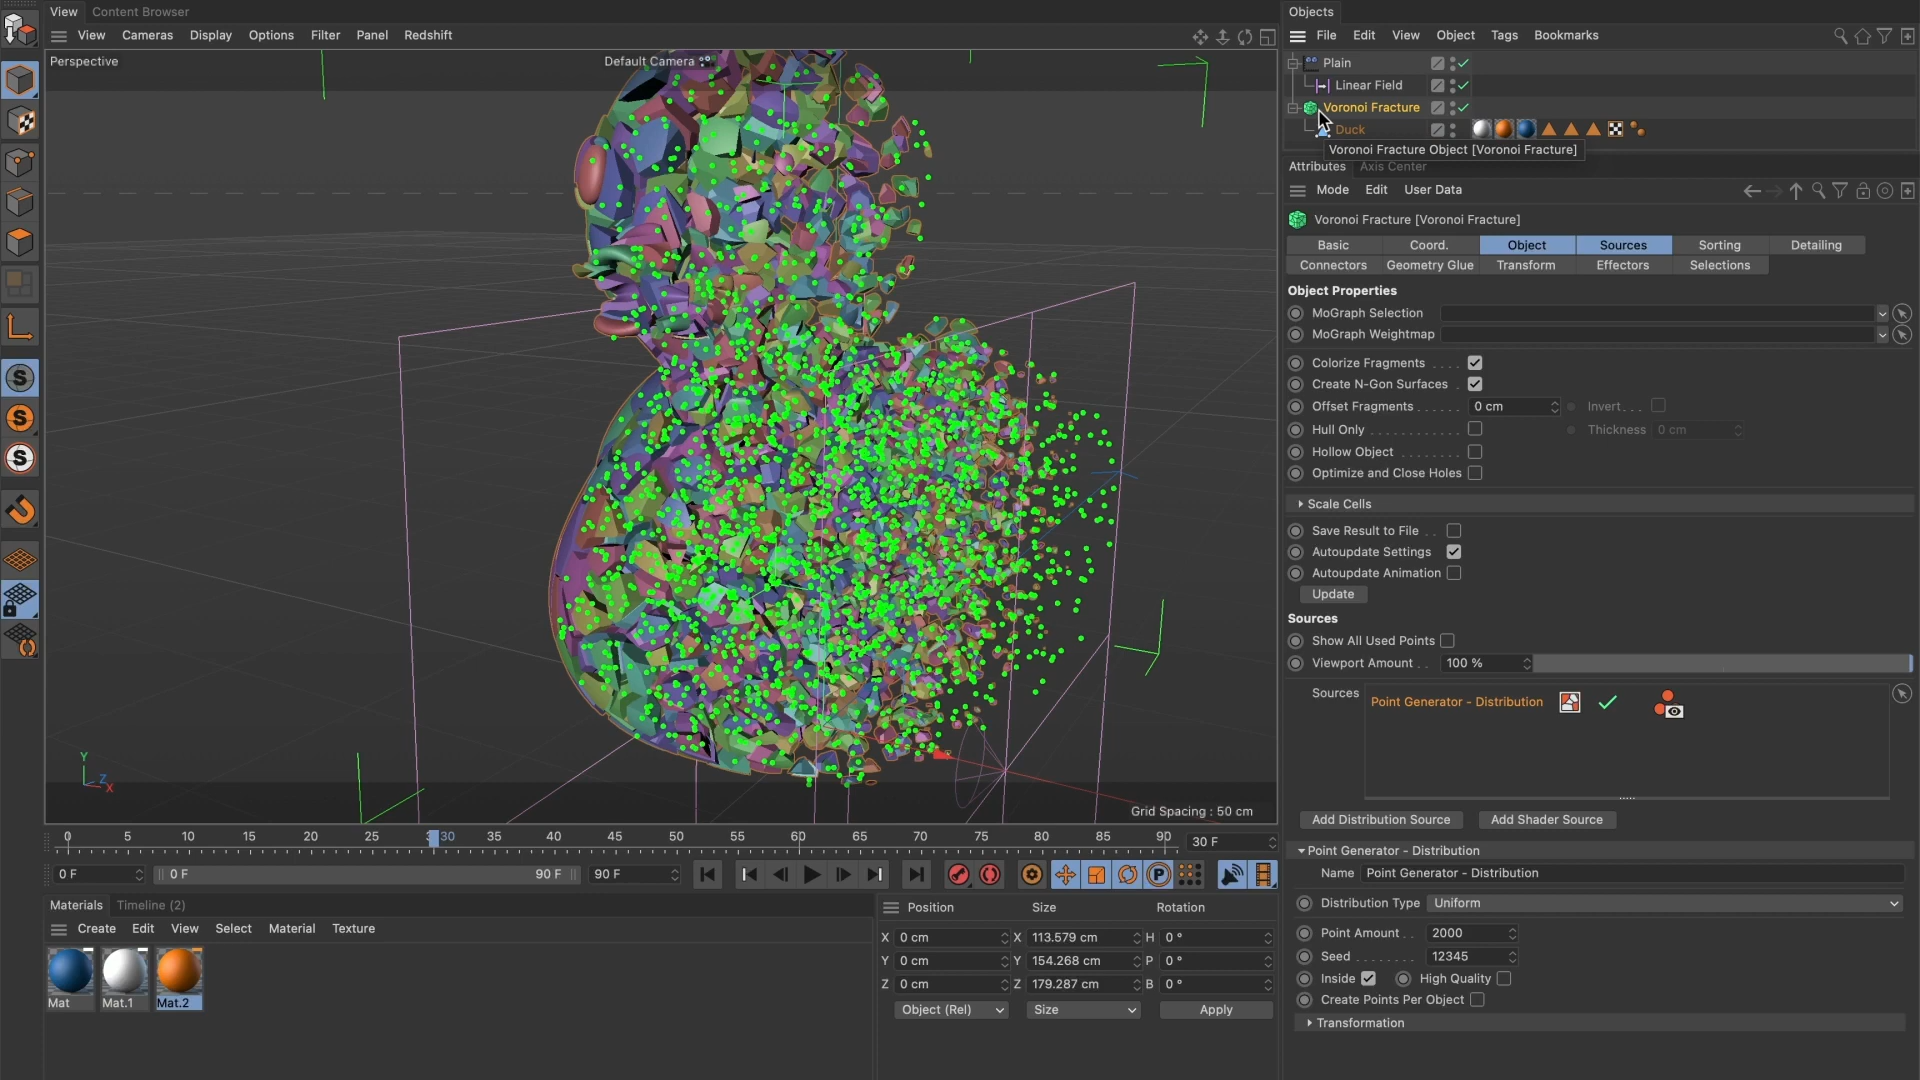 View Content Browser
View Cameras Display Options Filter Panel Redshift
Perspective
Default Camera
Y
Z
X
Grid Spacing : 50 cm
0 5 10 15 20 25 30 35 40 45 50 55 60 65 70 75 80 85 90
30 F
0 F
0 F
90 F
90 F
Materials Timeline (2)
Create Edit View Select Material Texture
Mat Mat.1 Mat.2
Position Size Rotation
X 0 cm X 113.579 cm H 0 °
Y 0 cm Y 154.268 cm P 0 °
Z 0 cm Z 179.287 cm B 0 °
Object (Rel) Size Apply
Objects
File Edit View Object Tags Bookmarks
Plain
Linear Field
Voronoi Fracture
Duck
Voronoi Fracture Object [Voronoi Fracture]
Attributes Axis Center
Mode Edit User Data
Voronoi Fracture [Voronoi Fracture]
Basic Coord. Object Sources Sorting Detailing
Connectors Geometry Glue Transform Effectors Selections
Object Properties
MoGraph Selection
MoGraph Weightmap
Colorize Fragments . . . .
Create N-Gon Surfaces .
Offset Fragments . . . . . . 0 cm Invert . . .
Hull Only . . . . . . . . . . . . Thickness 0 cm
Hollow Object . . . . . . . .
Optimize and Close Holes
Scale Cells
Save Result to File . .
Autoupdate Settings
Autoupdate Animation
Update
Sources
Show All Used Points
Viewport Amount . . 100 %
Sources Point Generator - Distribution
Add Distribution Source Add Shader Source
Point Generator - Distribution
Name Point Generator - Distribution
Distribution Type Uniform
Point Amount . . 2000
Seed . . . . . . . . 12345
Inside High Quality
Create Points Per Object
Transformation
S
S
S
P